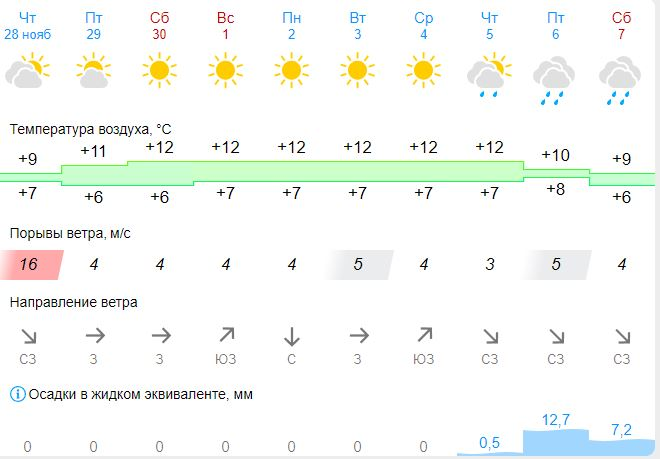 Чт Пт Сб Вс Пн Вт Ср Чт Пт Сб
28 нояб 29 30 1 2 3 4 5 6 7
Температура воздуха, °C
+9 +11 +12 +12 +12 +12 +12 +12 +10 +9
+7 +6 +6 +7 +7 +7 +7 +7 +8 +6
Порывы ветра, м/с
16 4 4 4 4 5 4 3 5 4
Направление ветра
СЗ З З ЮЗ С З ЮЗ СЗ СЗ СЗ
i Осадки в жидком эквиваленте, мм
0 0 0 0 0 0 0 0,5 12,7 7,2